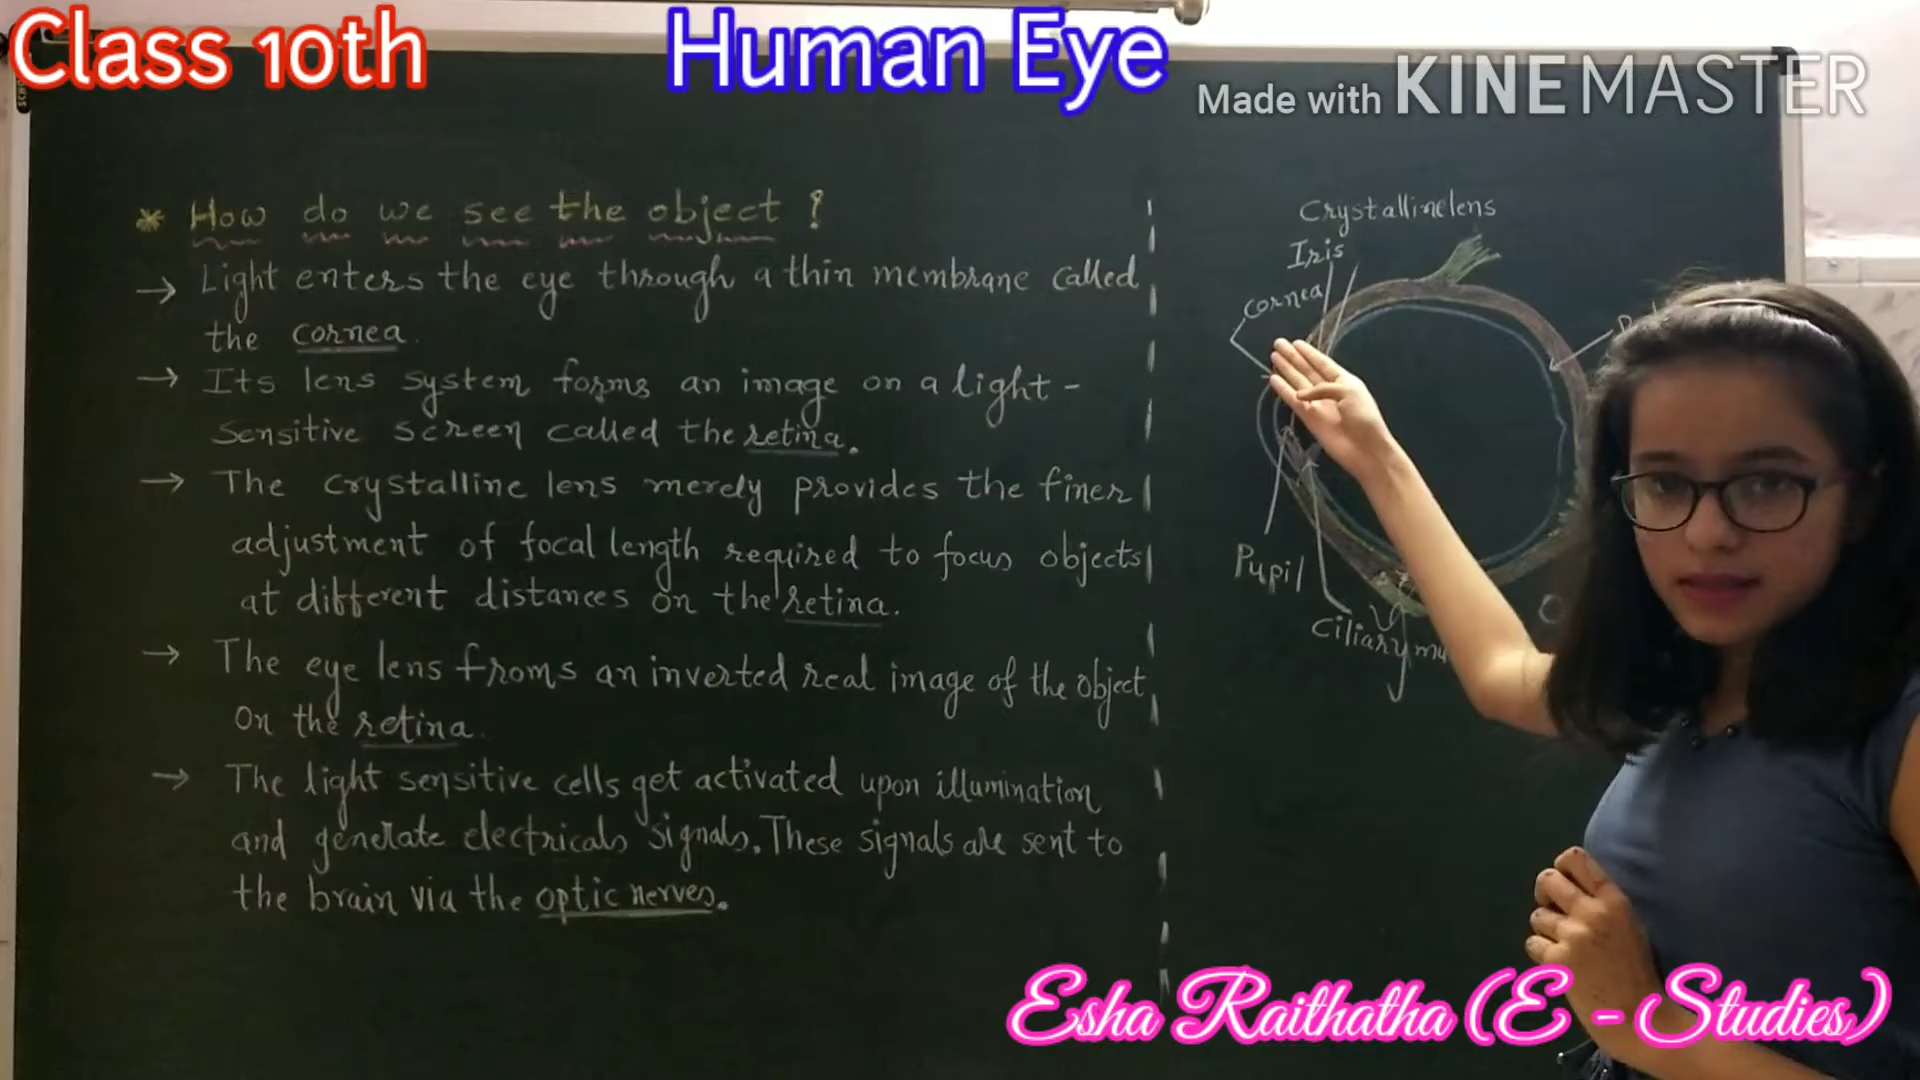 Class 10th
Human Eye
Made with KINEMASTER
* How do we see the object ?
→ Light enters the eye through a thin membrane called
the cornea.
→ Its lens system forms an image on a light -
sensitive screen called the retina.
→ The crystalline lens merely provides the finer
adjustment of focal length required to focus objects
at different distances on the retina.
→ The eye lens froms an inverted real image of the object
on the retina.
→ The light sensitive cells get activated upon illumination
and generate electricals signals. These signals are sent to
the brain via the optic nerves.
Crystalline lens
Iris
Cornea
Pupil
Ciliary mu
Esha Raithatha (E - Studies)